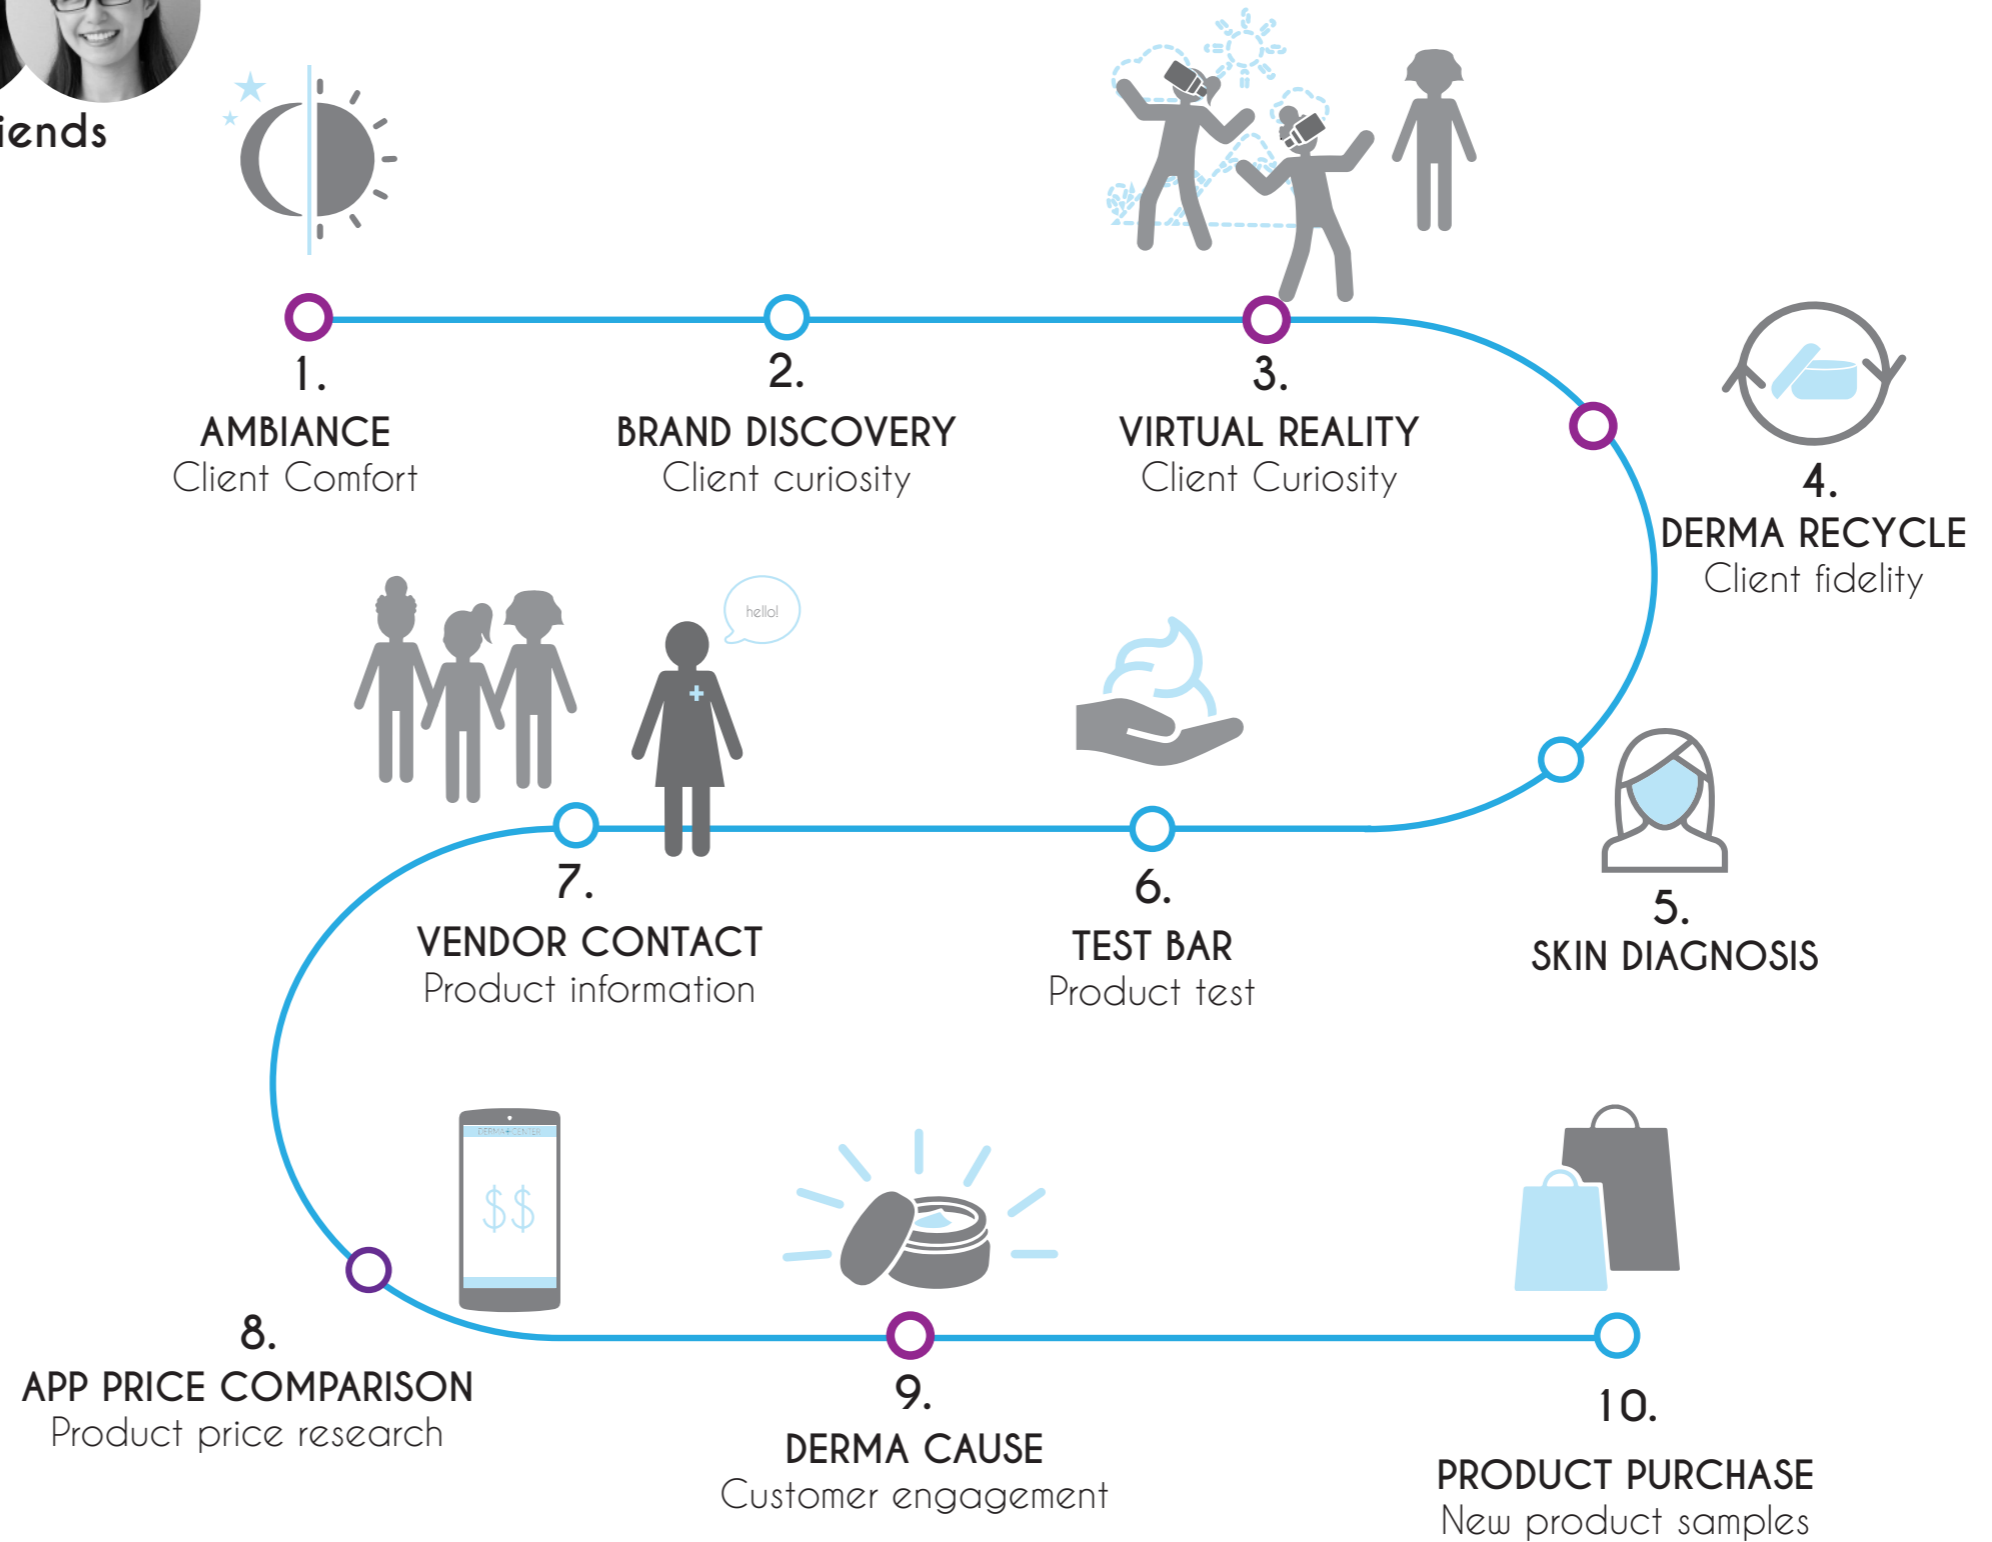 iends
1.
AMBIANCE
Client Comfort
2.
BRAND DISCOVERY
Client curiosity
3.
VIRTUAL REALITY
Client Curiosity
4.
DERMA RECYCLE
Client fidelity
5.
SKIN DIAGNOSIS
6.
TEST BAR
Product test
hello!
7.
VENDOR CONTACT
Product information
DERMA+CENTER
$$
8.
APP PRICE COMPARISON
Product price research
9.
DERMA CAUSE
Customer engagement
10.
PRODUCT PURCHASE
New product samples